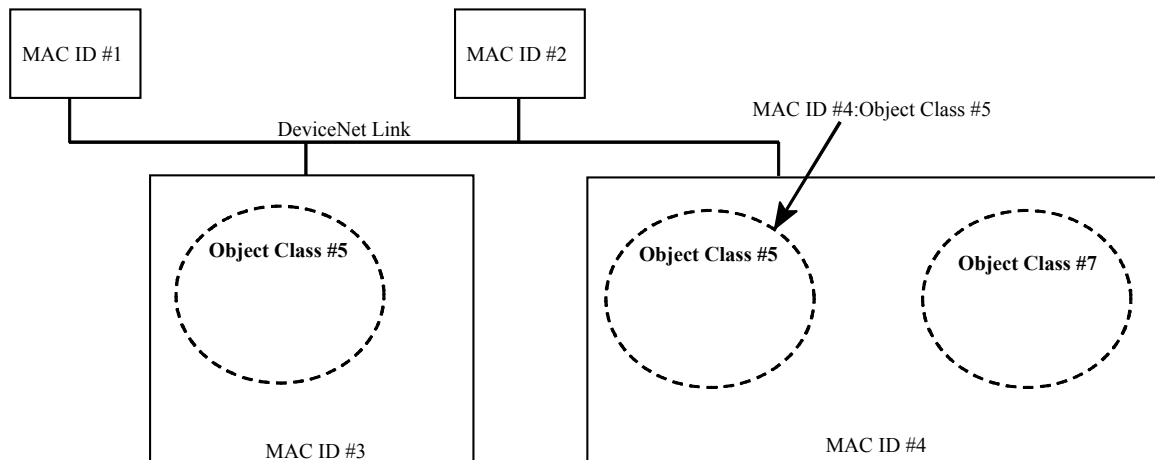 MAC ID #1
MAC ID #2
MAC ID #4:Object Class #5
DeviceNet Link
Object Class #5
Object Class #5
Object Class #7
MAC ID #3
MAC ID #4